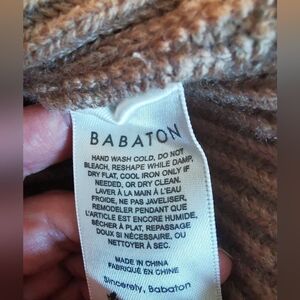 BABATON
HAND WASH COLD, DO NOT
BLEACH, RESHAPE WHILE DAMP,
DRY FLAT, COOL IRON ONLY IF
NEEDED, OR DRY CLEAN.
LAVER À LA MAIN À L'EAU
FROIDE, NE PAS JAVELISER,
REMODELER PENDANT QUE
L'ARTICLE EST ENCORE HUMIDE,
SÉCHER À PLAT, REPASSAGE
DOUX SI NÉCESSAIRE, OU
NETTOYER À SEC.
MADE IN CHINA
FABRIQUÉ EN CHINE
Sincerely, Babaton